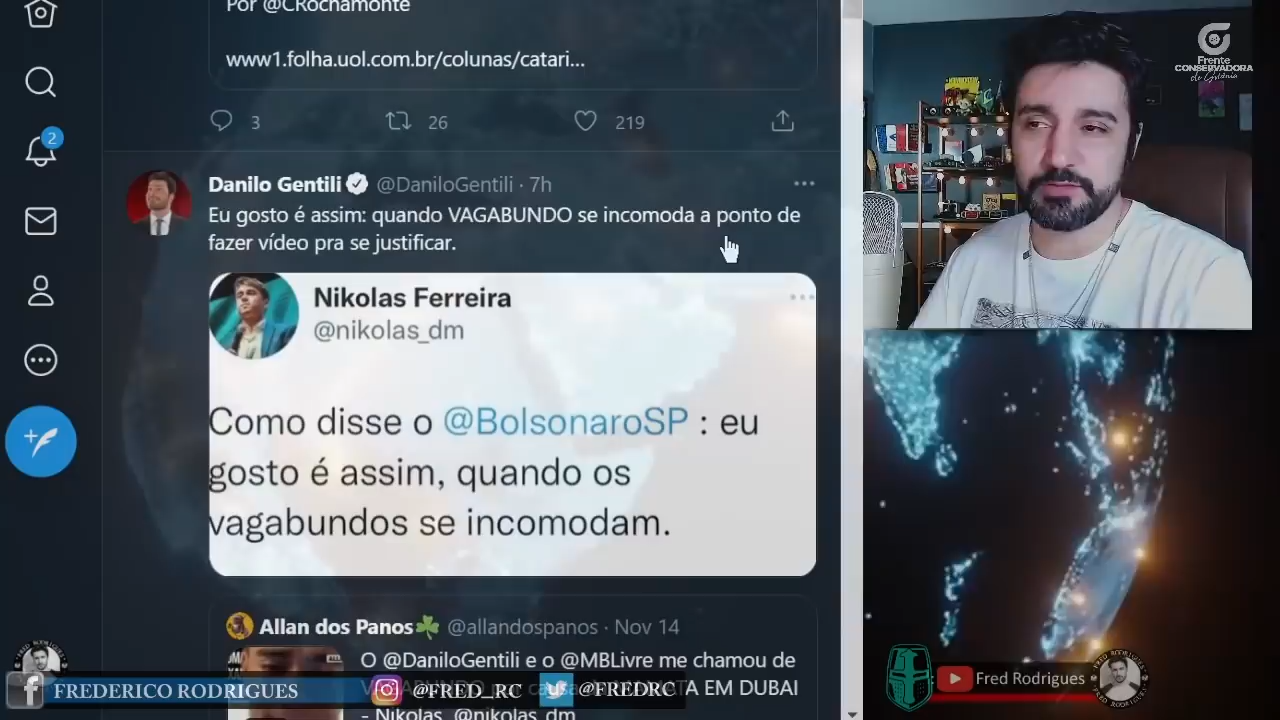 Por @CRochamonte
www1.folha.uol.com.br/colunas/catari...
3 26 219
2
Danilo Gentili @DaniloGentili · 7h
Eu gosto é assim: quando VAGABUNDO se incomoda a ponto de
fazer vídeo pra se justificar.
Nikolas Ferreira
@nikolas_dm
Como disse o @BolsonaroSP : eu
gosto é assim, quando os
vagabundos se incomodam.
Allan dos Panos @allandospanos · Nov 14
O @DaniloGentili e o @MBLivre me chamou de
EM DUBAI
- Nikolas @nikolas_dm
Frente
CONSERVADORA
de Goiânia
FREDERICO RODRIGUES
@FRED_RC
@FREDRC
Fred Rodrigues